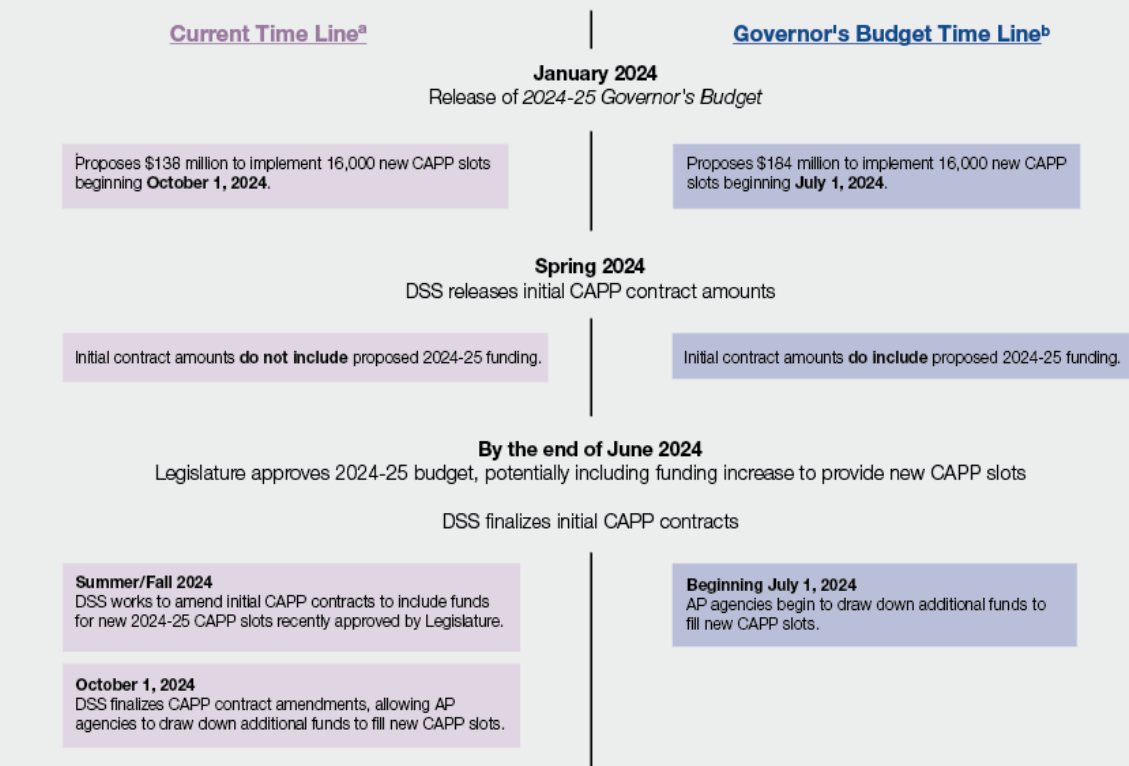 Current Time Lineᵃ
Governor's Budget Time Lineᵇ
January 2024
Release of 2024-25 Governor's Budget
Proposes $138 million to implement 16,000 new CAPP slots
beginning October 1, 2024.
Proposes $184 million to implement 16,000 new CAPP
slots beginning July 1, 2024.
Spring 2024
DSS releases initial CAPP contract amounts
Initial contract amounts do not include proposed 2024-25 funding.
Initial contract amounts do include proposed 2024-25 funding.
By the end of June 2024
Legislature approves 2024-25 budget, potentially including funding increase to provide new CAPP slots
DSS finalizes initial CAPP contracts
Summer/Fall 2024
DSS works to amend initial CAPP contracts to include funds
for new 2024-25 CAPP slots recently approved by Legislature.
Beginning July 1, 2024
AP agencies begin to draw down additional funds to
fill new CAPP slots.
October 1, 2024
DSS finalizes CAPP contract amendments, allowing AP
agencies to draw down additional funds to fill new CAPP slots.